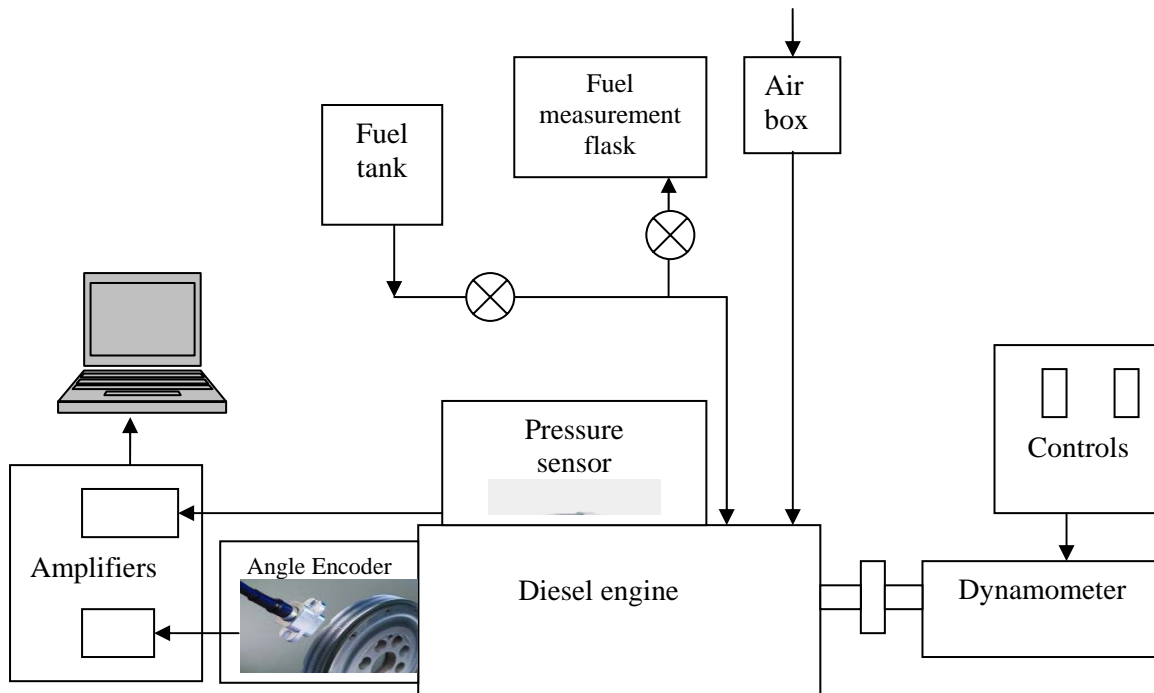 Fuel
measurement
flask
Air
box
Fuel
tank
Pressure
sensor
Controls
Amplifiers
Angle Encoder
Diesel engine
Dynamometer